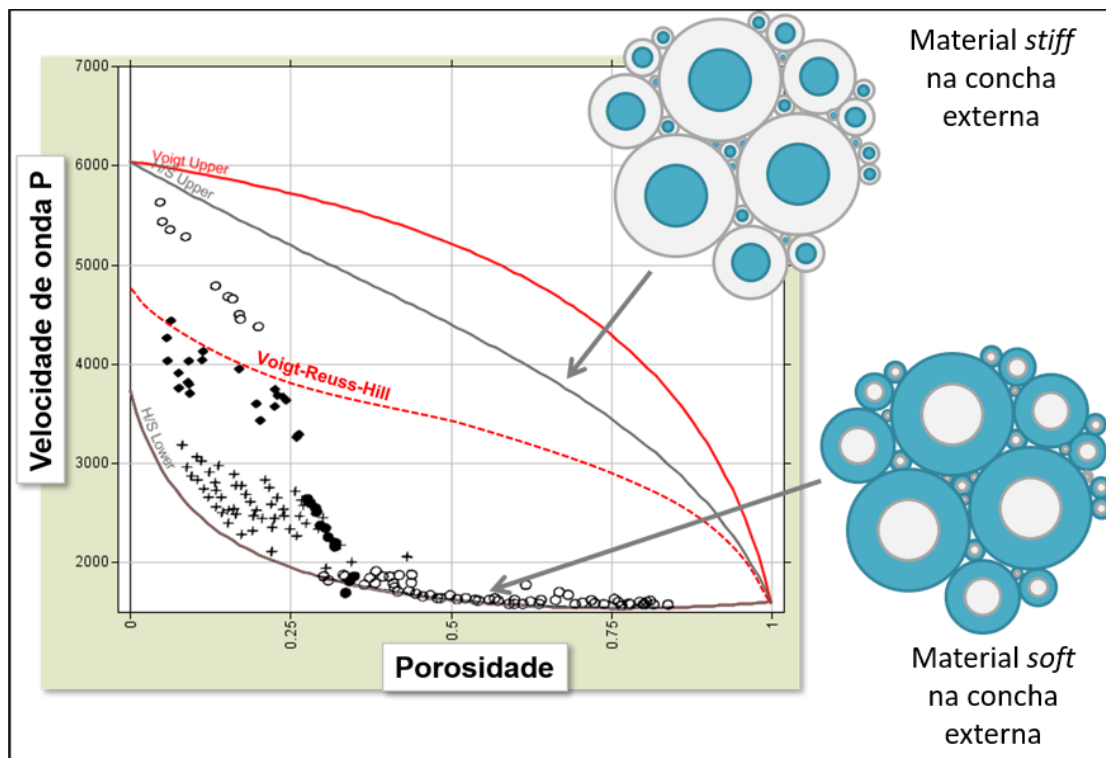 Material stiff
na concha
externa
7000
6000
5000
4000
3000
2000
Velocidade de onda P
Voigt Upper
H/S Upper
Voigt-Reuss-Hill
H/S Lower
0
0.25
0.5
0.75
1
Porosidade
Material soft
na concha
externa